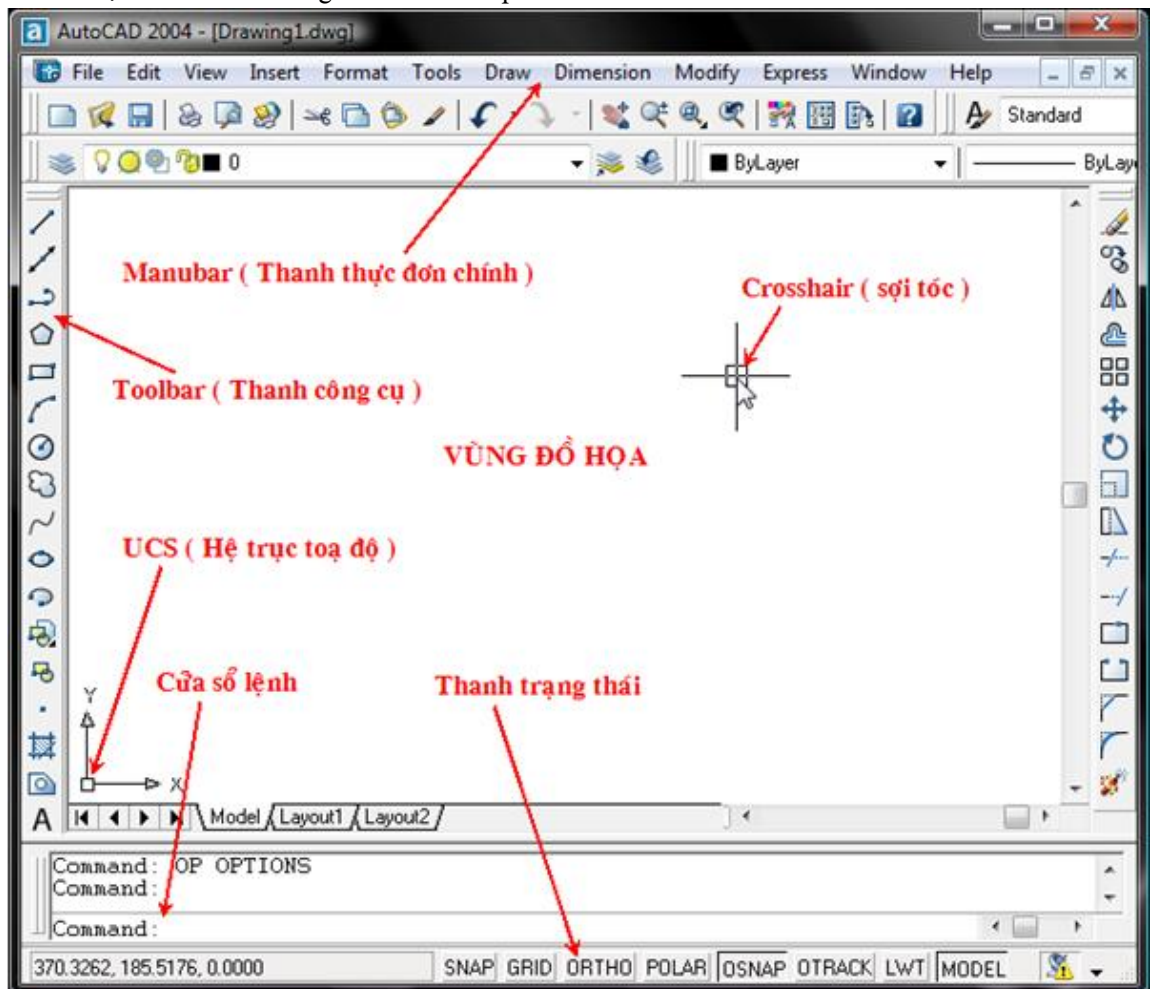 AutoCAD 2004 - [Drawing1.dwg]
File Edit View Insert Format Tools Draw Dimension Modify Express Window Help
Standard
0 ByLayer ByLay
Manubar ( Thanh thực đơn chính )
Crosshair ( sợi tóc )
Toolbar ( Thanh công cụ )
VÙNG ĐỒ HỌA
UCS ( Hệ trục toạ độ )
Cửa sổ lệnh
Thanh trạng thái
Y
X
A
Model Layout1 Layout2
Command: OP OPTIONS
Command:
Command:
370.3262, 185.5176, 0.0000 SNAP GRID ORTHO POLAR OSNAP OTRACK LWT MODEL